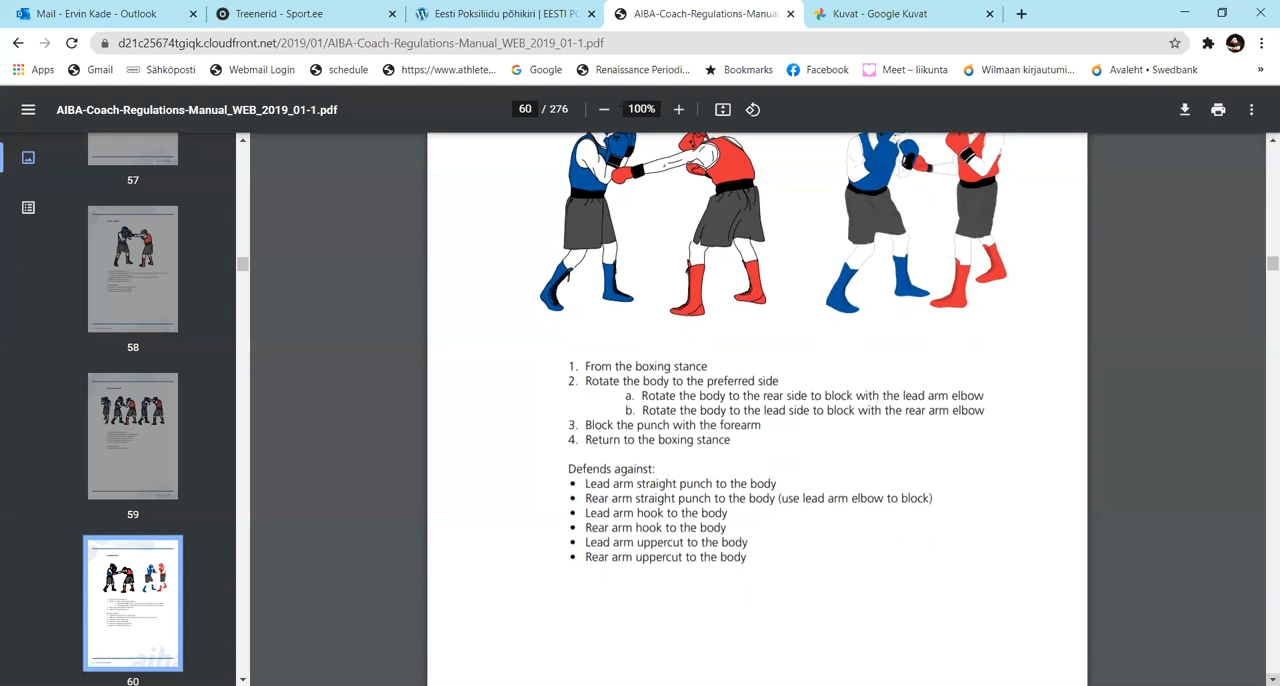 Mail - Ervin Kade - Outlook
Treenerid - Sport.ee
Eesti Poksiliidu põhikiri | EESTI PO
AIBA-Coach-Regulations-Manua
Kuvat - Google Kuvat
d21c25674tgiqk.cloudfront.net/2019/01/AIBA-Coach-Regulations-Manual_WEB_2019_01-1.pdf
Apps
Gmail
Sähköposti
Webmail Login
schedule
https://www.athlete...
Google
Renaissance Periodi...
Bookmarks
Facebook
Meet – liikunta
Wilmaan kirjautumi...
Avaleht • Swedbank
»
AIBA-Coach-Regulations-Manual_WEB_2019_01-1.pdf
60 / 276
100%
57
58
59
60
1. From the boxing stance
2. Rotate the body to the preferred side
a. Rotate the body to the rear side to block with the lead arm elbow
b. Rotate the body to the lead side to block with the rear arm elbow
3. Block the punch with the forearm
4. Return to the boxing stance
Defends against:
• Lead arm straight punch to the body
• Rear arm straight punch to the body (use lead arm elbow to block)
• Lead arm hook to the body
• Rear arm hook to the body
• Lead arm uppercut to the body
• Rear arm uppercut to the body